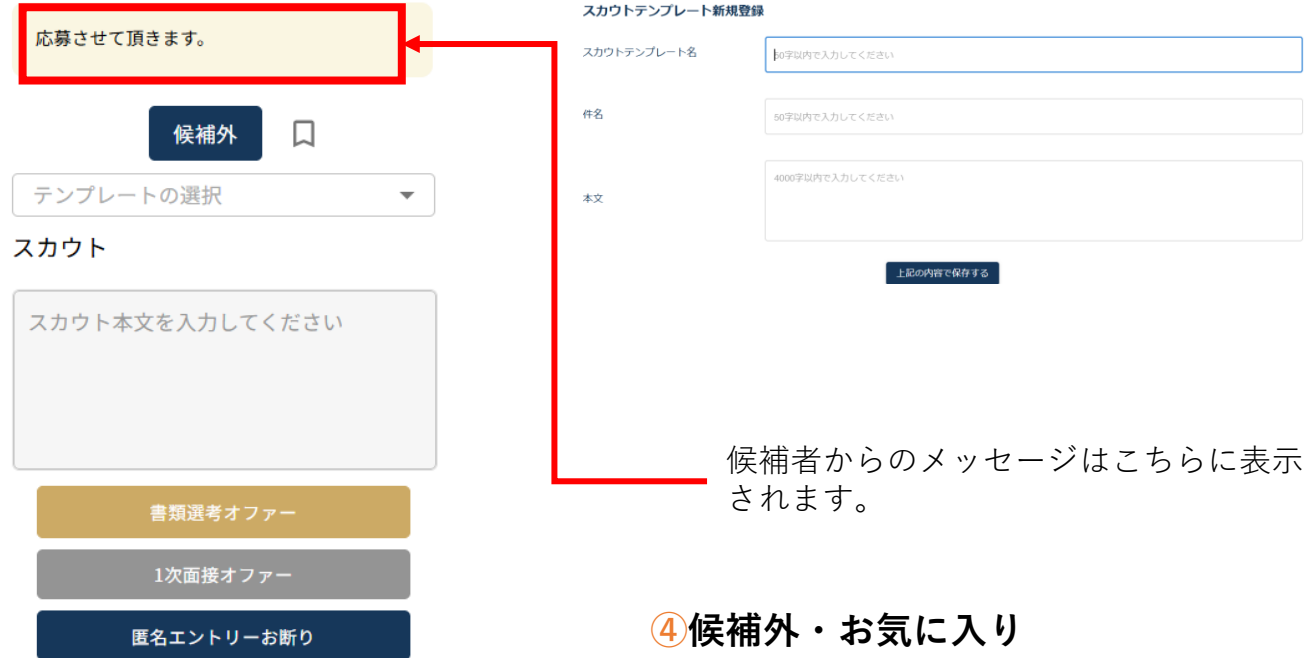 応募させて頂きます。
候補外
テンプレートの選択
スカウト
スカウト本文を入力してください
書類選考オファー
1次面接オファー
匿名エントリーお断り
スカウトテンプレート新規登録
スカウトテンプレート名
50字以内で入力してください
件名
50字以内で入力してください
本文
4000字以内で入力してください
上記の内容で保存する
候補者からのメッセージはこちらに表示
されます。
④候補外・お気に入り